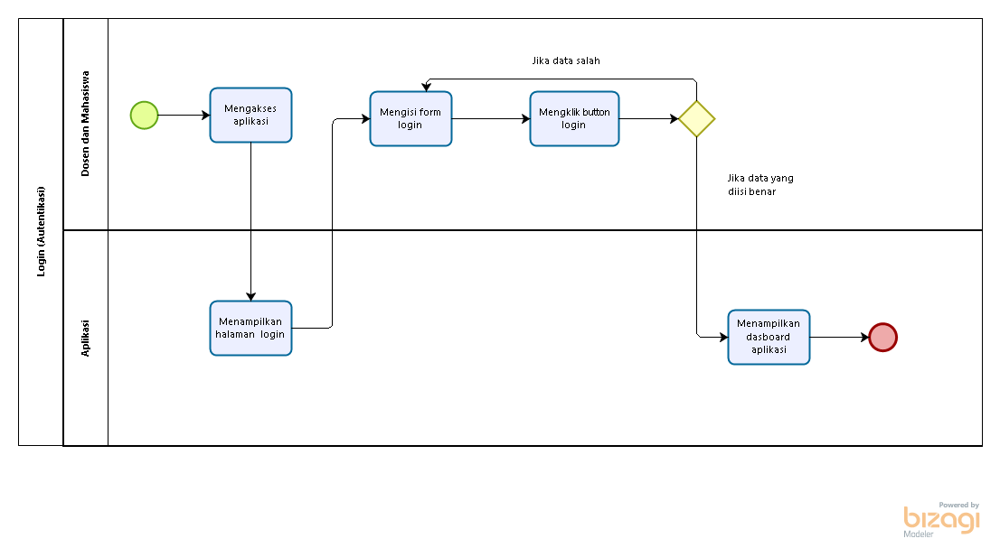 Login (Autentikasi)
Dosen dan Mahasiswa
Mengakses
aplikasi
Mengisi form
login
Mengklik button
login
Jika data salah
Jika data yang
diisi benar
Aplikasi
Menampilkan
halaman login
Menampilkan
dasboard
aplikasi
Powered by
bizagi
Modeler